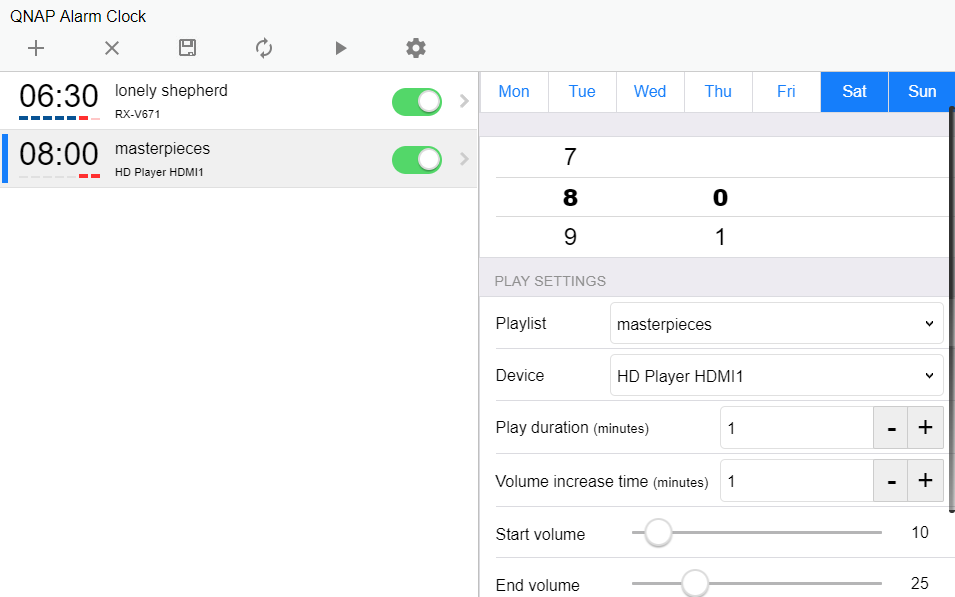 QNAP Alarm Clock
06:30 lonely shepherd
RX-V671
08:00 masterpieces
HD Player HDMI1
Mon Tue Wed Thu Fri Sat Sun
7
8 0
9 1
PLAY SETTINGS
Playlist masterpieces
Device HD Player HDMI1
Play duration (minutes) 1 - +
Volume increase time (minutes) 1 - +
Start volume 10
End volume 25